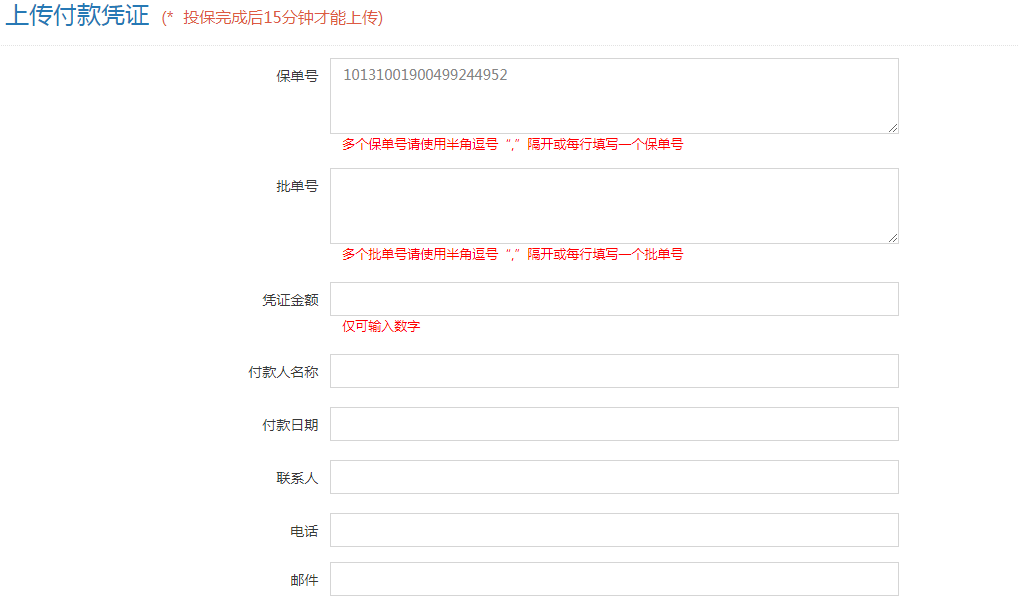 上传付款凭证 (* 投保完成后15分钟才能上传)
保单号 10131001900499244952
多个保单号请使用半角逗号“,”隔开或每行填写一个保单号
批单号
多个批单号请使用半角逗号“,”隔开或每行填写一个批单号
凭证金额
仅可输入数字
付款人名称
付款日期
联系人
电话
邮件